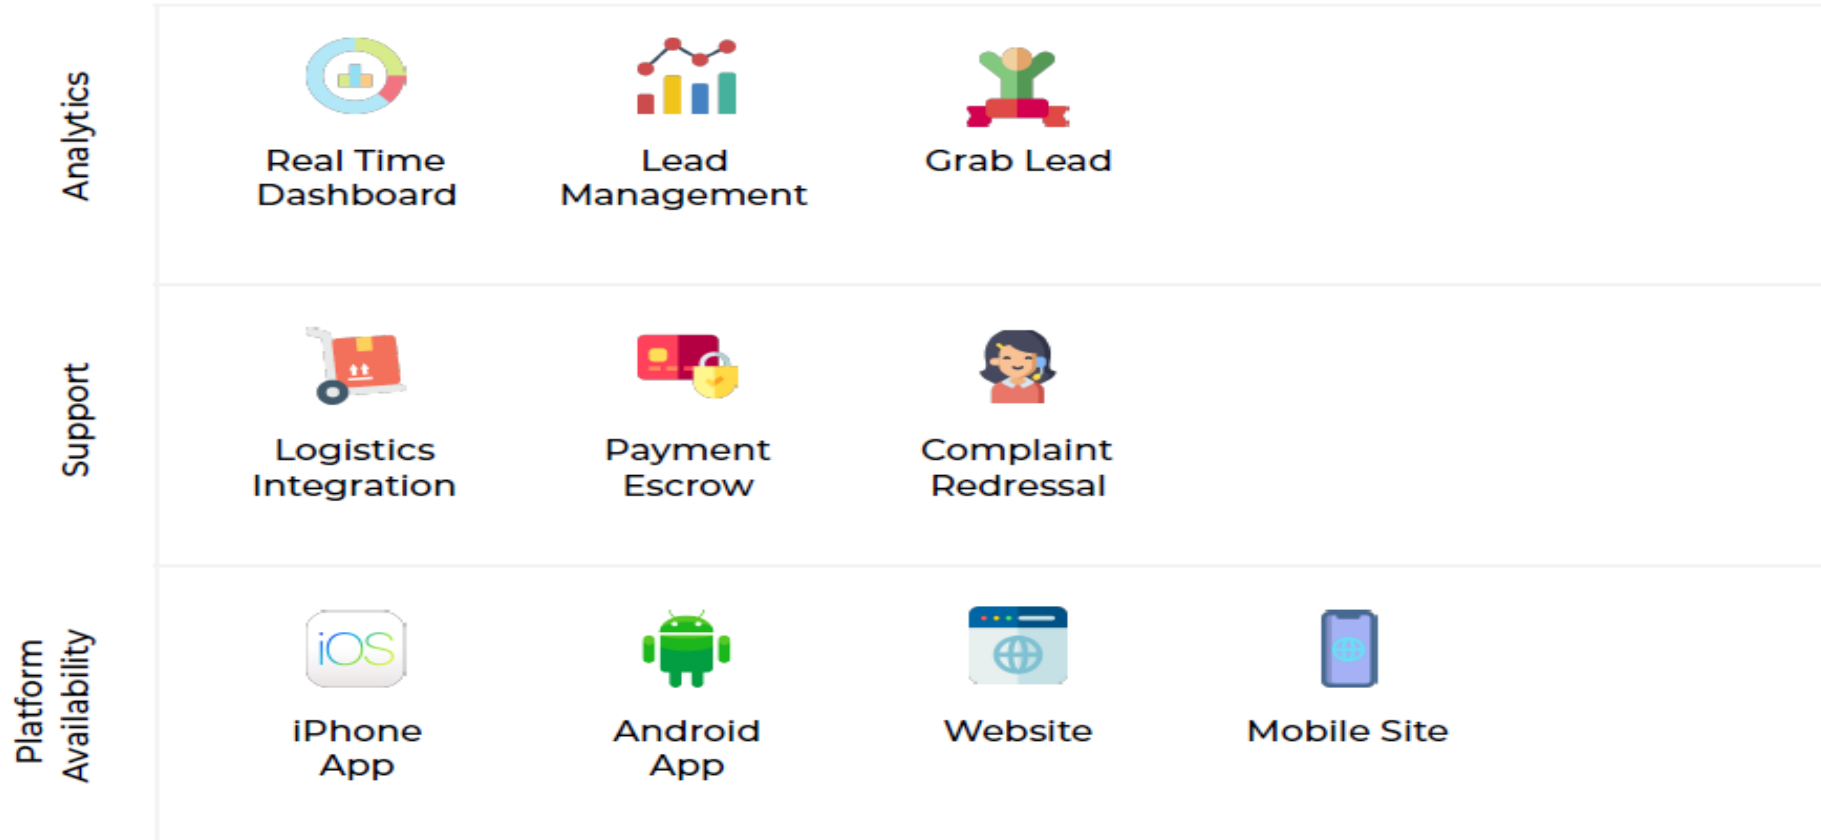 Analytics
Real Time
Dashboard
Lead
Management
Grab Lead
Support
Logistics
Integration
Payment
Escrow
Complaint
Redressal
Platform
Availability
iOS
iPhone
App
Android
App
Website
Mobile Site